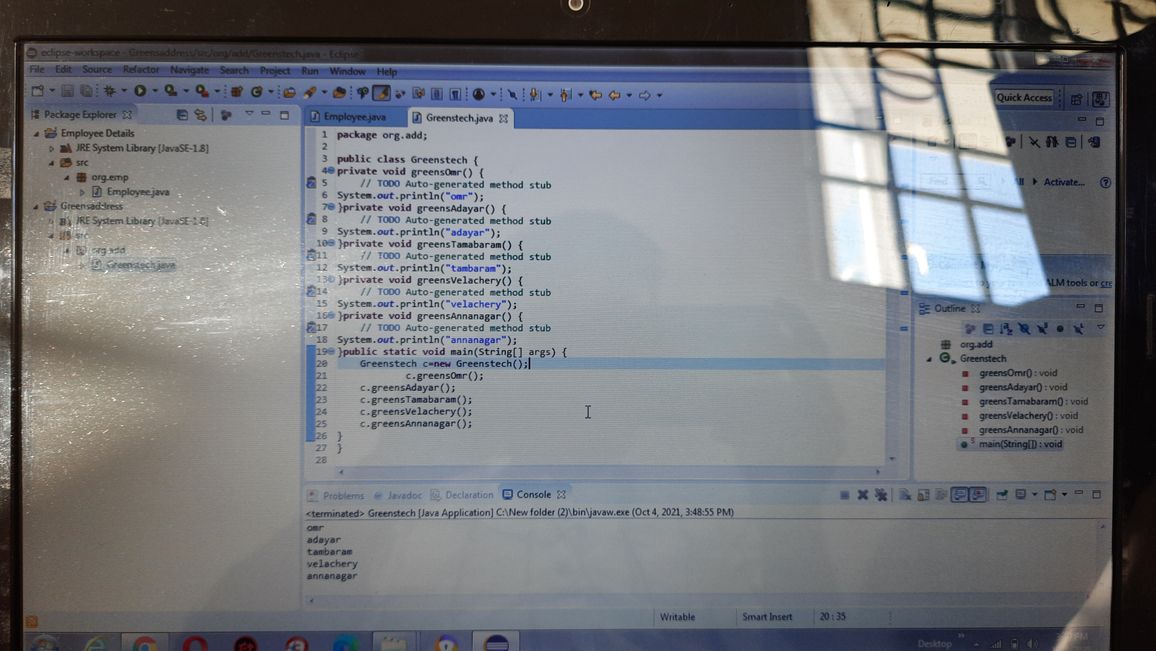 eclipse-workspace - Greensaddress/src/org/add/Greenstech.java - Eclipse
File Edit Source Refactor Navigate Search Project Run Window Help
Quick Access
Package Explorer
Employee Details
JRE System Library [JavaSE-1.8]
src
org.emp
Employee.java
Greensaddress
JRE System Library [JavaSE-1.8]
src
org.add
Greenstech.java
Employee.java
Greenstech.java
1 package org.add;
2
3 public class Greenstech {
4 private void greensOmr() {
5 // TODO Auto-generated method stub
6 System.out.println("omr");
7 }private void greensAdayar() {
8 // TODO Auto-generated method stub
9 System.out.println("adayar");
10 }private void greensTamabaram() {
11 // TODO Auto-generated method stub
12 System.out.println("tambaram");
13 }private void greensVelachery() {
14 // TODO Auto-generated method stub
15 System.out.println("velachery");
16 }private void greensAnnanagar() {
17 // TODO Auto-generated method stub
18 System.out.println("annanagar");
19 }public static void main(String[] args) {
20 Greenstech c=new Greenstech();
21 c.greensOmr();
22 c.greensAdayar();
23 c.greensTamabaram();
24 c.greensVelachery();
25 c.greensAnnanagar();
26 }
27 }
28
All Activate...
ALM tools or cre
Outline
org.add
Greenstech
greensOmr() : void
greensAdayar() : void
greensTamabaram() : void
greensVelachery() : void
greensAnnanagar() : void
main(String[]) : void
Problems Javadoc Declaration Console
<terminated> Greenstech [Java Application] C:\New folder (2)\bin\javaw.exe (Oct 4, 2021, 3:48:55 PM)
omr
adayar
tambaram
velachery
annanagar
Writable Smart Insert 20 : 35
Desktop